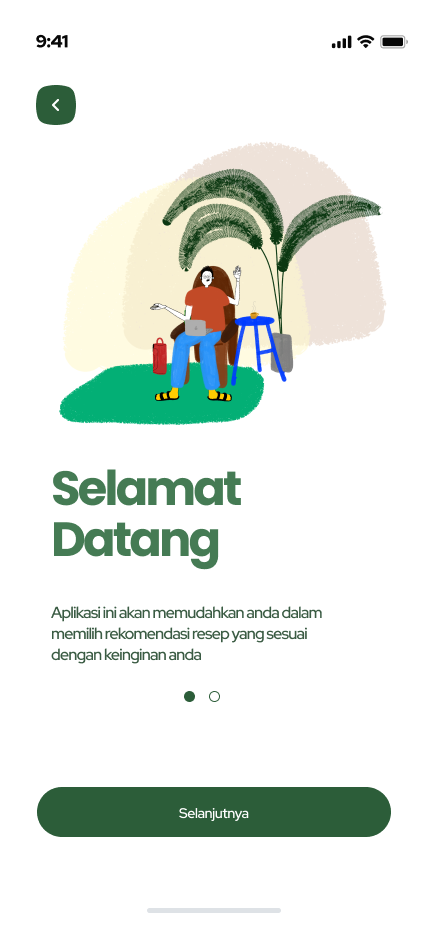 9:41
Selamat
Datang
Aplikasi ini akan memudahkan anda dalam
memilih rekomendasi resep yang sesuai
dengan keinginan anda
Selanjutnya